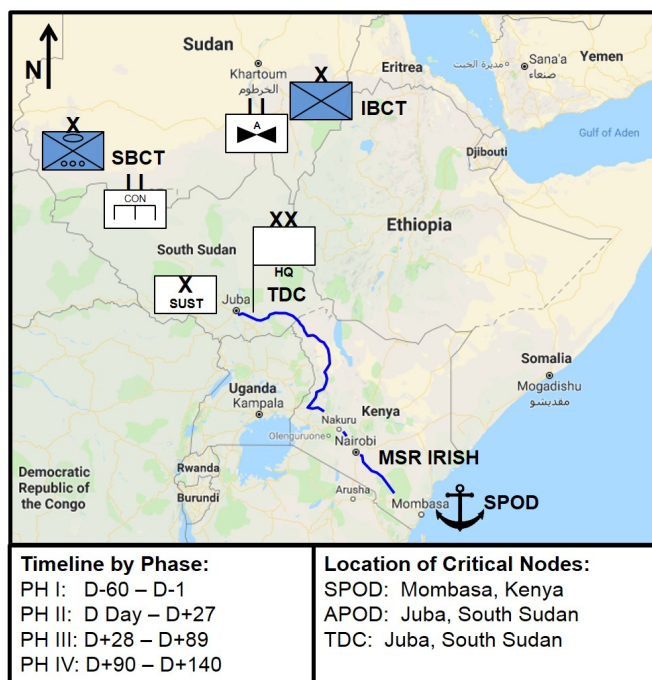 N
Sudan
Khartoum
الخرطوم
Eritrea
Sana'a
صنعاء
Yemen
X
IBCT
II
A
Gulf of Aden
X
SBCT
II
CON
Djibouti
Ethiopia
XX
HQ
TDC
South Sudan
X
SUST
Juba
Somalia
Mogadishu
مقديشو
Uganda
Kampala
Kenya
Nakuru
Olenguruone
Nairobi
MSR IRISH
Democratic
Republic of
the Congo
Rwanda
Burundi
Arusha
Mombasa
SPOD
Timeline by Phase:
PH I: D-60 – D-1
PH II: D Day – D+27
PH III: D+28 – D+89
PH IV: D+90 – D+140
Location of Critical Nodes:
SPOD: Mombasa, Kenya
APOD: Juba, South Sudan
TDC: Juba, South Sudan